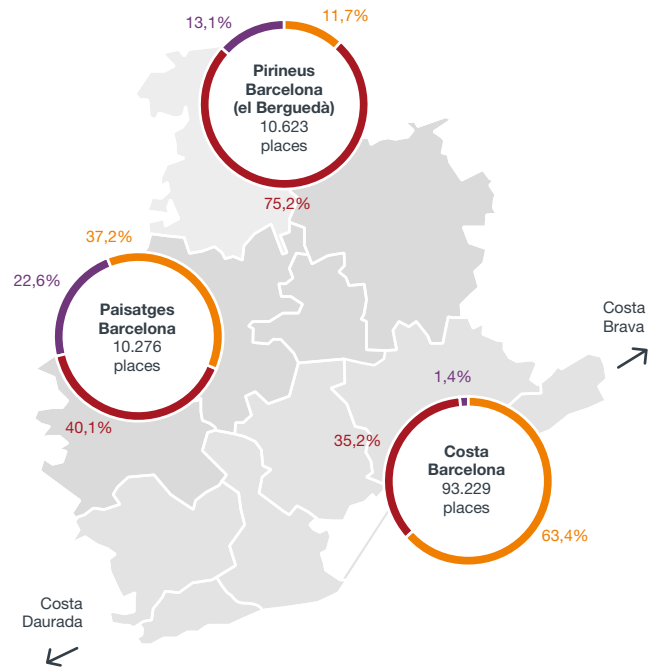 13,1%
11,7%
Pirineus
Barcelona
(el Berguedà)
10.623
places
75,2%
37,2%
22,6%
Paisatges
Barcelona
10.276
places
40,1%
Costa
Brava
1,4%
35,2%
Costa
Barcelona
93.229
places
63,4%
Costa
Daurada